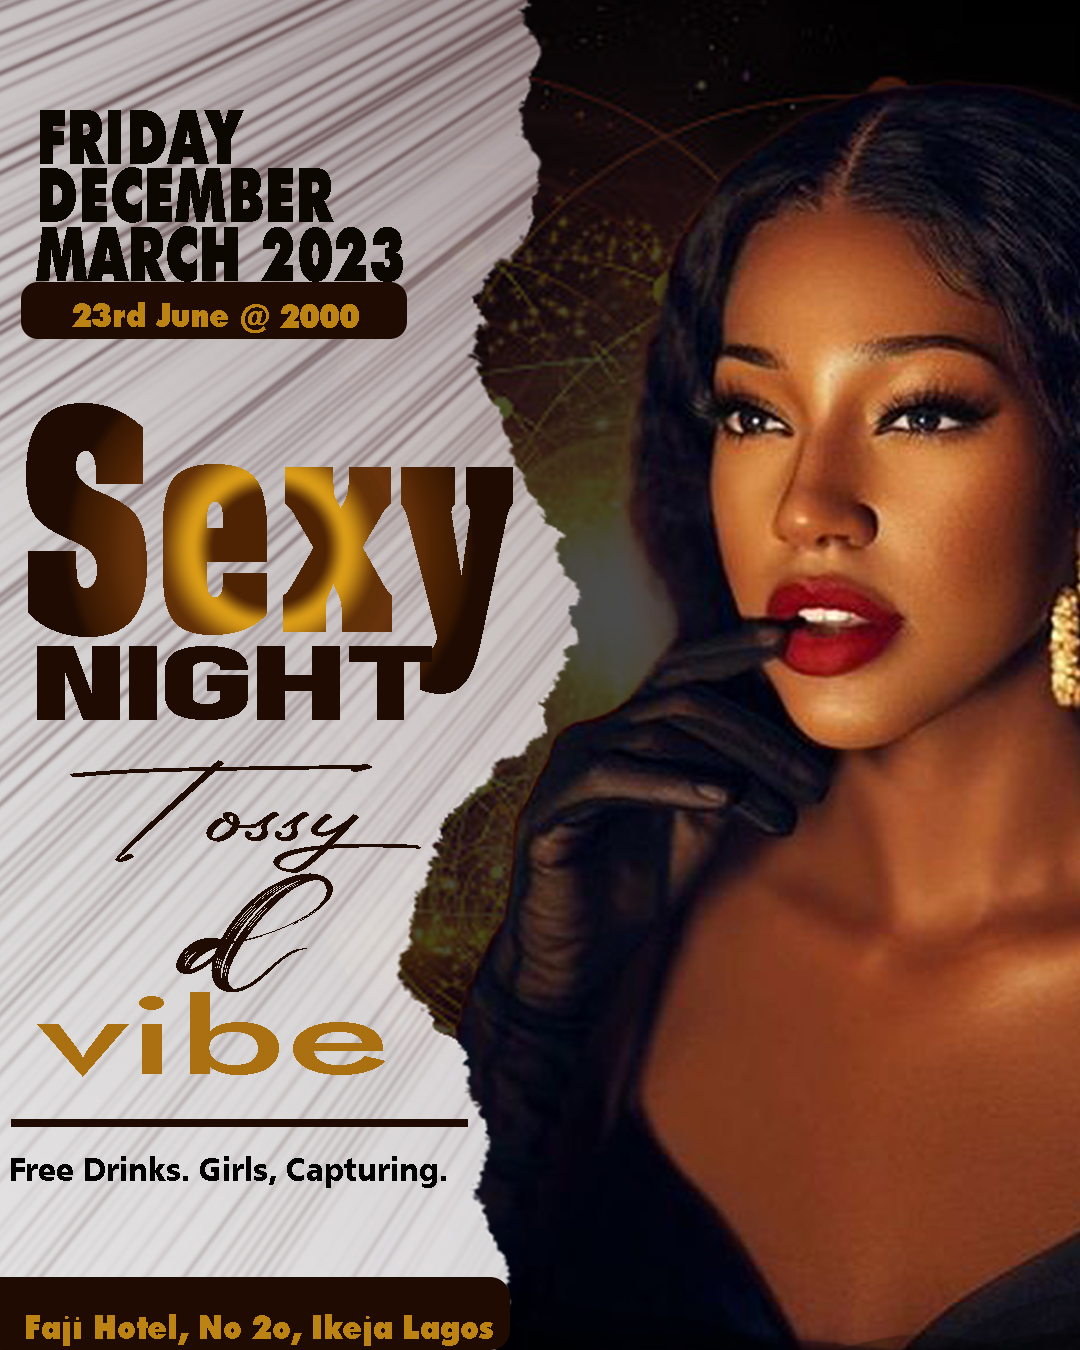 FRIDAY
DECEMBER
MARCH 2023
23rd June @ 2000
Sexy
NIGHT
Tossy
d
vibe
Free Drinks. Girls, Capturing.
Faji Hotel, No 2o, Ikeja Lagos